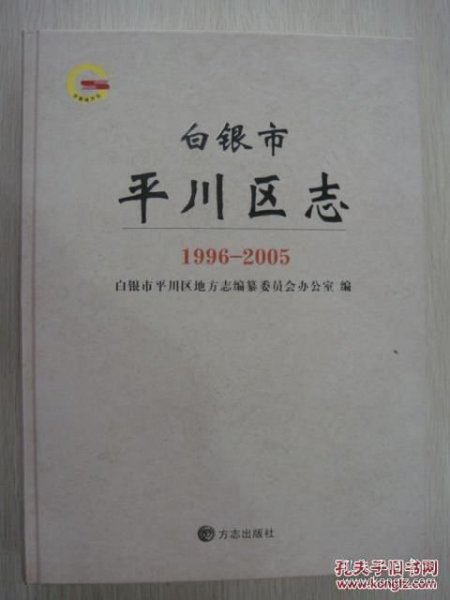 白银市
平川区志
1996-2005
白银市平川区地方志编纂委员会办公室 编
方志出版社
孔夫子旧书网
www.kongfz.com